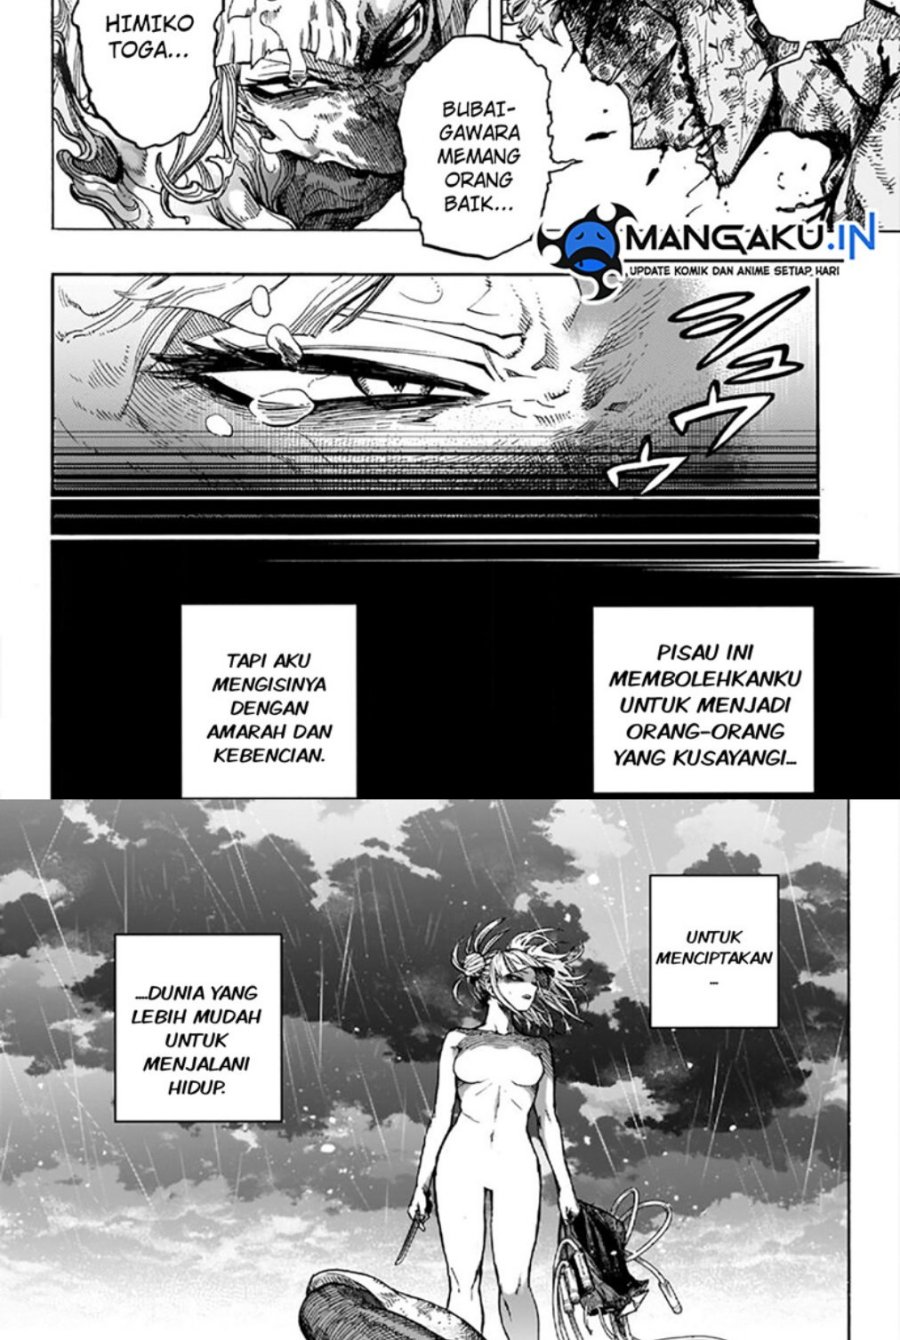 HIMIKO
TOGA...
BUBAI-
GAWARA
MEMANG
ORANG
BAIK...
MANGAKU.IN
UPDATE KOMIK DAN ANIME SETIAP HARI
シュウウ
PISAU INI
MEMBOLEHKANKU
UNTUK MENJADI
ORANG-ORANG
YANG KUSAYANGI...
TAPI AKU
MENGISINYA
DENGAN
AMARAH DAN
KEBENCIAN.
UNTUK
MENCIPTAKAN
...
....DUNIA YANG
LEBIH MUDAH
UNTUK
MENJALANI
HIDUP.